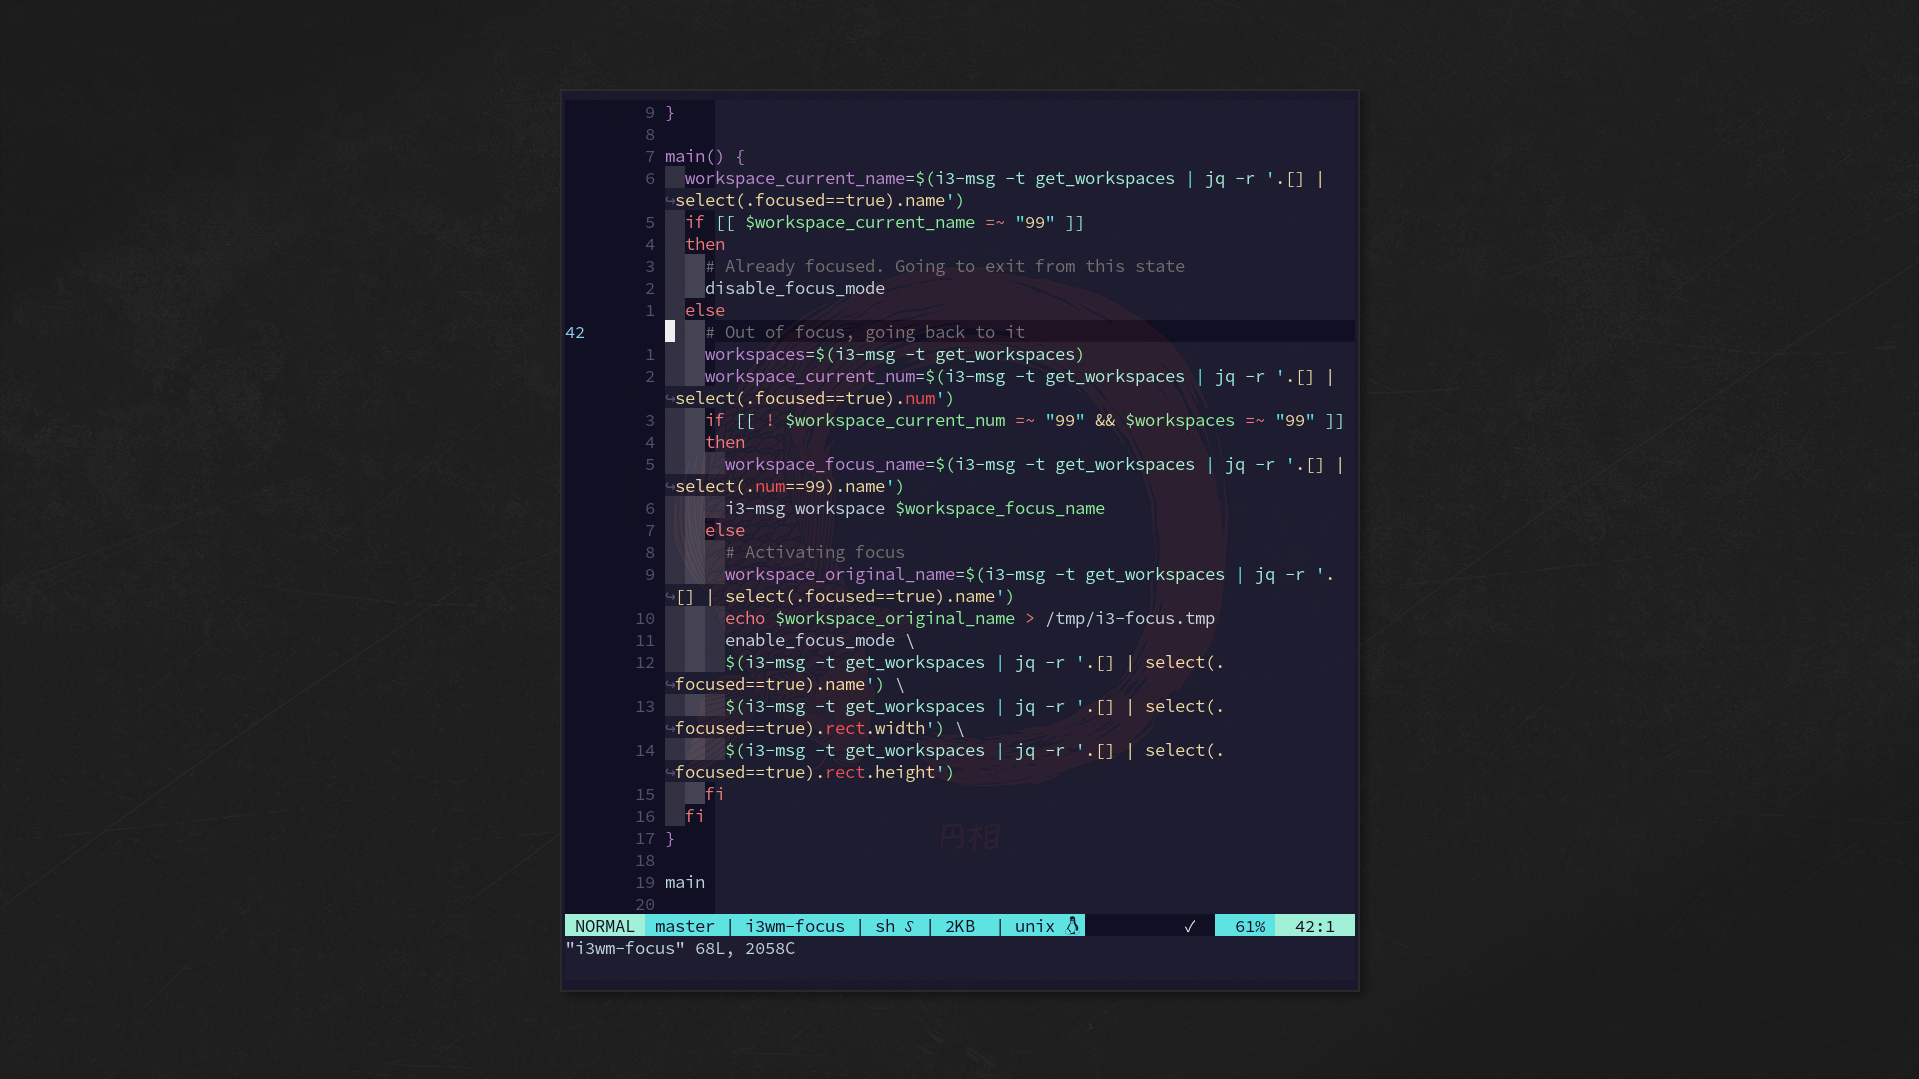 9 }
8
7 main() {
6 workspace_current_name=$(i3-msg -t get_workspaces | jq -r '.[] |
↪select(.focused==true).name')
5 if [[ $workspace_current_name =~ "99" ]]
4 then
3 # Already focused. Going to exit from this state
2 disable_focus_mode
1 else
42 # Out of focus, going back to it
1 workspaces=$(i3-msg -t get_workspaces)
2 workspace_current_num=$(i3-msg -t get_workspaces | jq -r '.[] |
↪select(.focused==true).num')
3 if [[ ! $workspace_current_num =~ "99" && $workspaces =~ "99" ]]
4 then
5 workspace_focus_name=$(i3-msg -t get_workspaces | jq -r '.[] |
↪select(.num==99).name')
6 i3-msg workspace $workspace_focus_name
7 else
8 # Activating focus
9 workspace_original_name=$(i3-msg -t get_workspaces | jq -r '.
↪[] | select(.focused==true).name')
10 echo $workspace_original_name > /tmp/i3-focus.tmp
11 enable_focus_mode \
12 $(i3-msg -t get_workspaces | jq -r '.[] | select(.
↪focused==true).name') \
13 $(i3-msg -t get_workspaces | jq -r '.[] | select(.
↪focused==true).rect.width') \
14 $(i3-msg -t get_workspaces | jq -r '.[] | select(.
↪focused==true).rect.height')
15 fi
16 fi
17 }
円相
18
19 main
20
NORMAL master | i3wm-focus | sh | 2KB | unix ✓ 61% 42:1
"i3wm-focus" 68L, 2058C